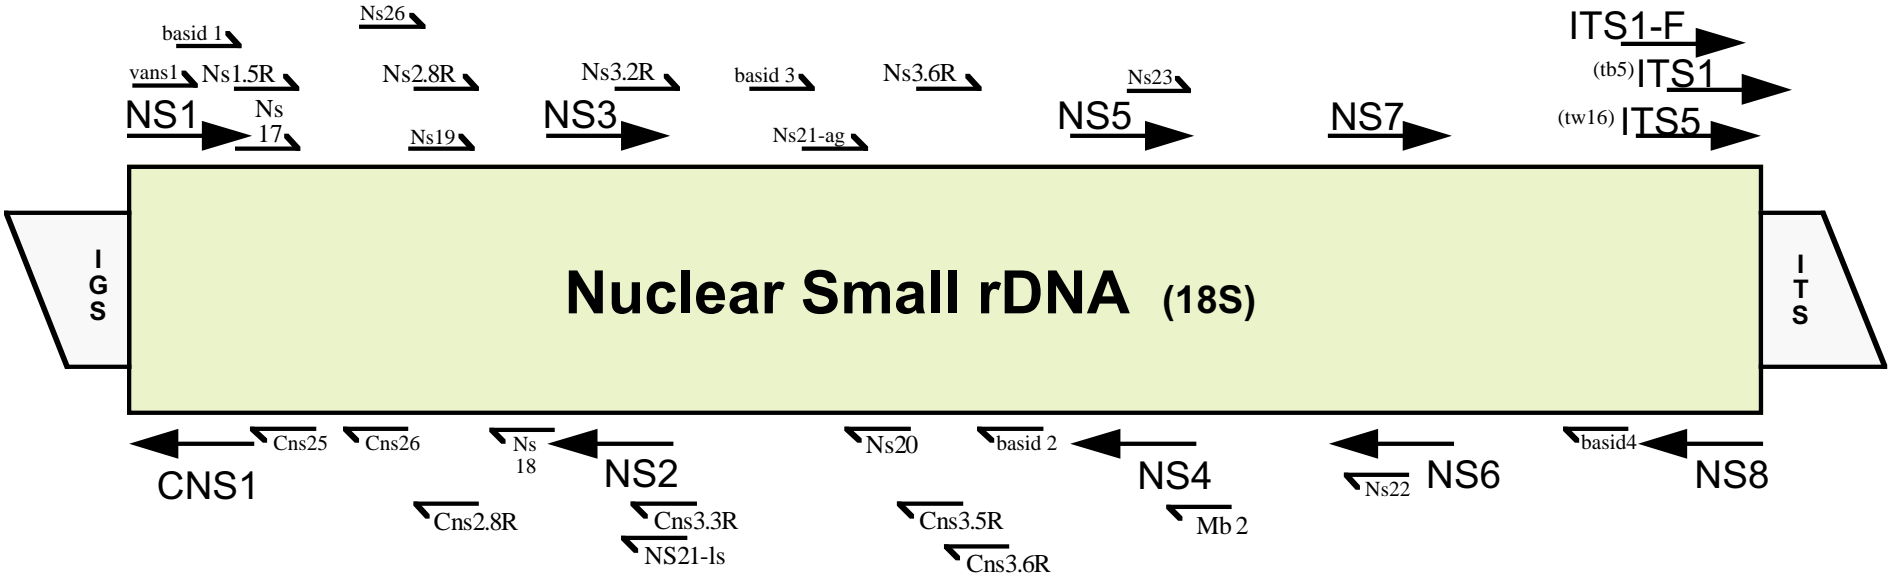 Ns26
basid 1
ITS1-F
vans1 Ns1.5R Ns2.8R Ns3.2R basid 3 Ns3.6R Ns23 (tb5) ITS1
NS1 Ns NS3 NS5 NS7 (tw16) ITS5
17 Ns19 Ns21-ag
I
G
S
Nuclear Small rDNA (18S)
I
T
S
Cns25 Cns26 Ns Ns20 basid 2 basid4
18
CNS1 NS2 NS4 Ns22 NS6 NS8
Cns2.8R Cns3.3R Cns3.5R Mb 2
NS21-ls Cns3.6R